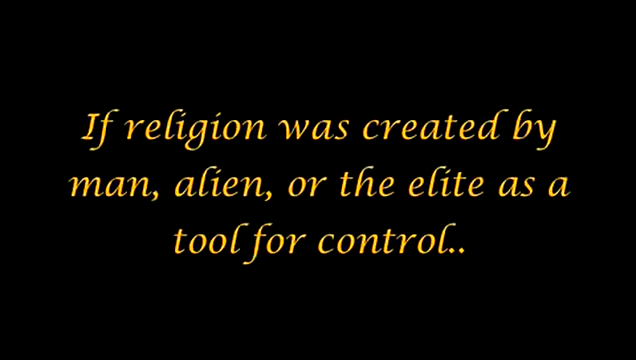 If religion was created by
man, alien, or the elite as a
tool for control..